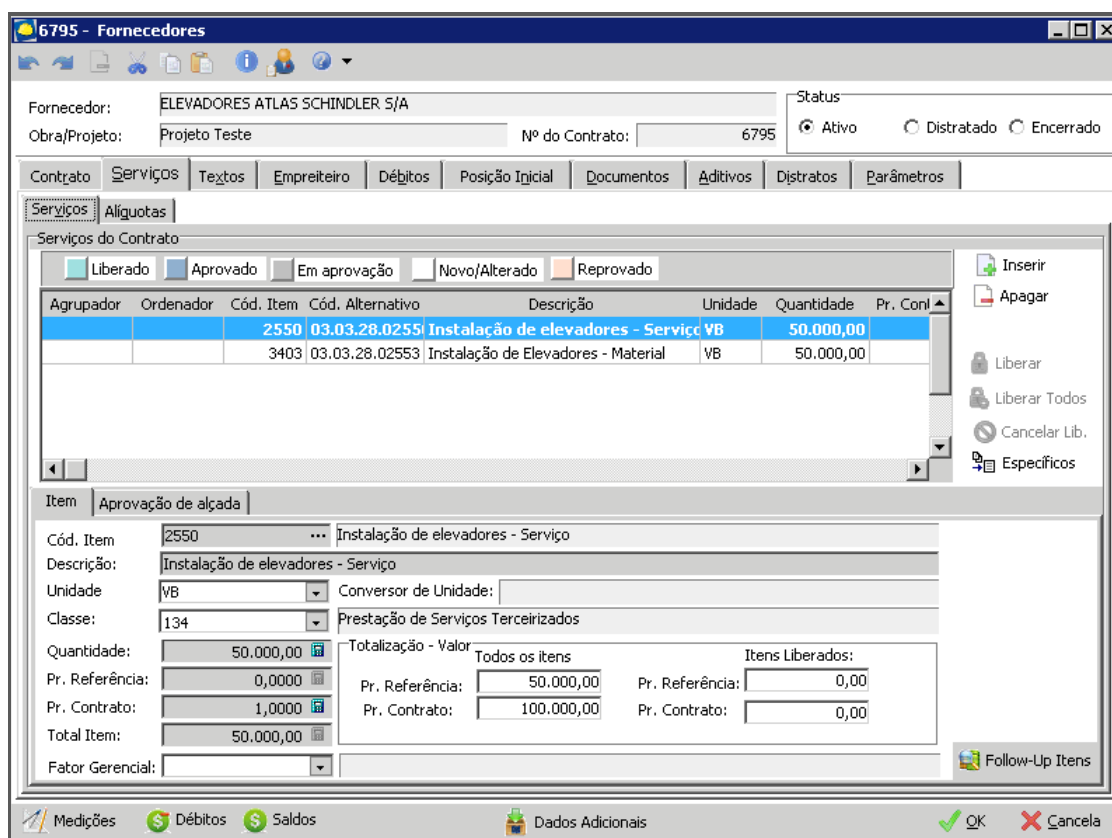 6795 - Fornecedores
Fornecedor: ELEVADORES ATLAS SCHINDLER S/A
Obra/Projeto: Projeto Teste Nº do Contrato: 6795
Status
Ativo Distratado Encerrado
Contrato Serviços Textos Empreiteiro Débitos Posição Inicial Documentos Aditivos Distratos Parâmetros
Serviços Alíquotas
Serviços do Contrato
Liberado Aprovado Em aprovação Novo/Alterado Reprovado
Agrupador Ordenador Cód. Item Cód. Alternativo Descrição Unidade Quantidade Pr. Cont
2550 03.03.28.0255 Instalação de elevadores - Serviço VB 50.000,00
3403 03.03.28.02553 Instalação de Elevadores - Material VB 50.000,00
Inserir
Apagar
Liberar
Liberar Todos
Cancelar Lib.
Específicos
Item Aprovação de alçada
Cód. Item 2550 ... Instalação de elevadores - Serviço
Descrição: Instalação de elevadores - Serviço
Unidade VB Conversor de Unidade:
Classe: 134 Prestação de Serviços Terceirizados
Quantidade: 50.000,00
Pr. Referência: 0,0000
Pr. Contrato: 1,0000
Total Item: 50.000,00
Totalização - Valor
Todos os itens Itens Liberados:
Pr. Referência: 50.000,00 Pr. Referência: 0,00
Pr. Contrato: 100.000,00 Pr. Contrato: 0,00
Fator Gerencial:
Follow-Up Itens
Medições Débitos Saldos Dados Adicionais OK Cancela